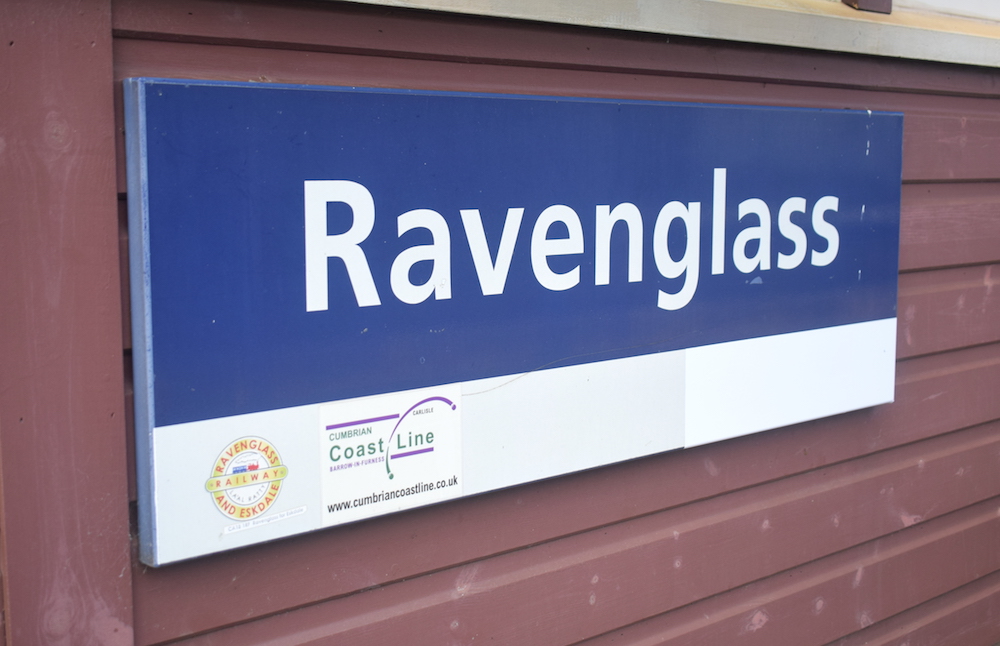 Ravenglass
RAVENGLASS
RAILWAY
AND ESKDALE
CARLISLE
CUMBRIAN
Coast Line
BARROW-IN-FURNESS
www.cumbriancoastline.co.uk